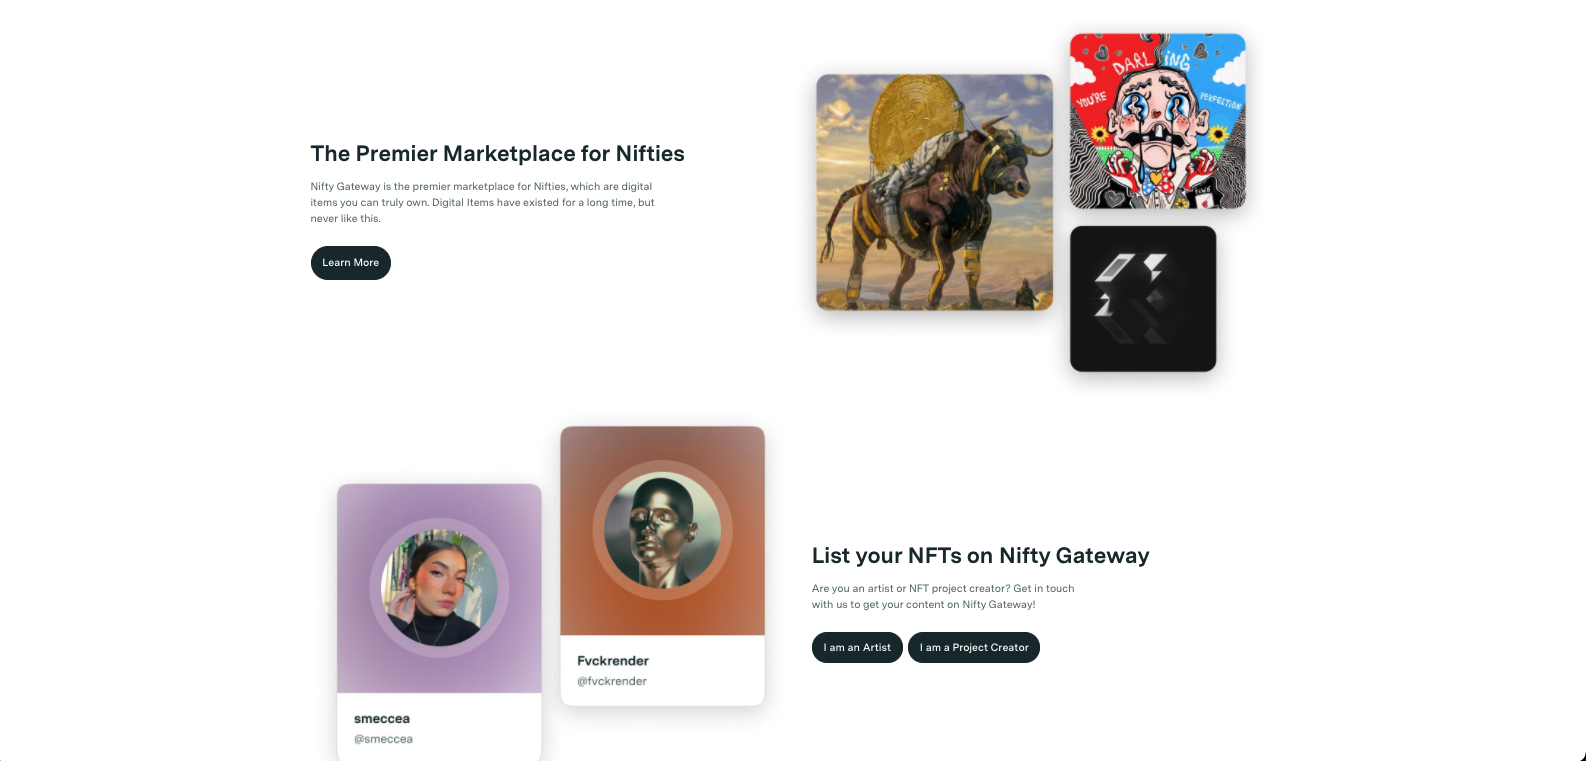 DARLING
YOU'RE
PERFECTION
The Premier Marketplace for Nifties
Nifty Gateway is the premier marketplace for Nifties, which are digital
items you can truly own. Digital Items have existed for a long time, but
never like this.
Learn More
Fvckrender
@fvckrender
smeccea
@smeccea
List your NFTs on Nifty Gateway
Are you an artist or NFT project creator? Get in touch
with us to get your content on Nifty Gateway!
I am an Artist
I am a Project Creator